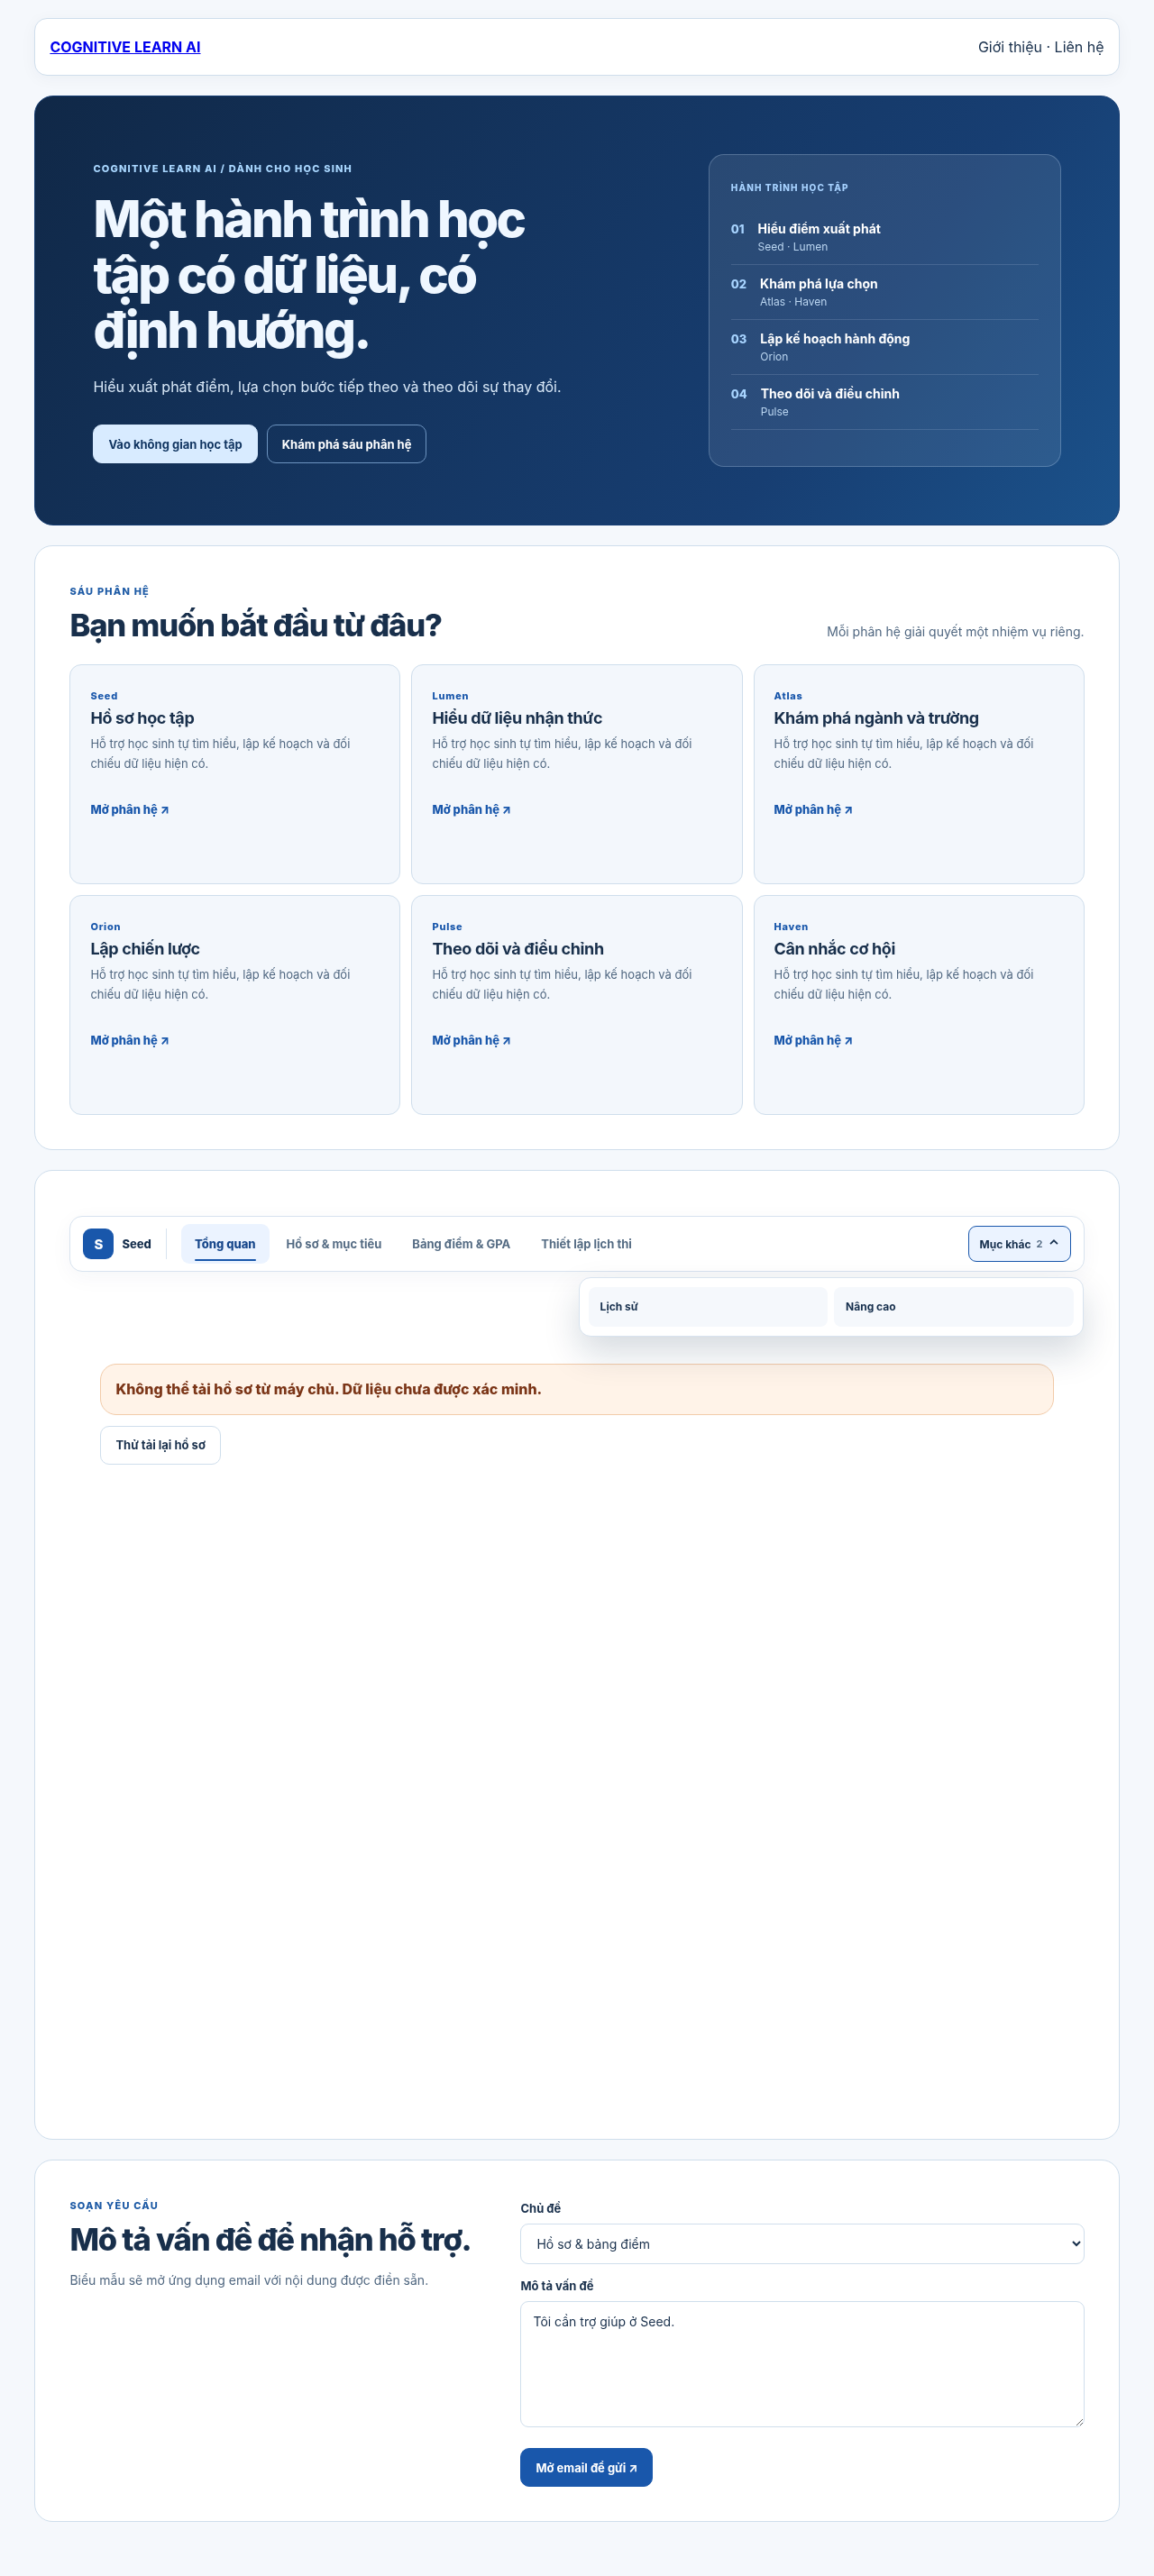 COGNITIVE LEARN AI
Giới thiệu · Liên hệ
COGNITIVE LEARN AI / DÀNH CHO HỌC SINH
Một hành trình học
tập có dữ liệu, có
định hướng.
Hiểu xuất phát điểm, lựa chọn bước tiếp theo và theo dõi sự thay đổi.
Vào không gian học tập
Khám phá sáu phân hệ
HÀNH TRÌNH HỌC TẬP
01 Hiểu điểm xuất phát
Seed · Lumen
02 Khám phá lựa chọn
Atlas · Haven
03 Lập kế hoạch hành động
Orion
04 Theo dõi và điều chỉnh
Pulse
SÁU PHÂN HỆ
Bạn muốn bắt đầu từ đâu?
Mỗi phân hệ giải quyết một nhiệm vụ riêng.
Seed
Hồ sơ học tập
Hỗ trợ học sinh tự tìm hiểu, lập kế hoạch và đối
chiếu dữ liệu hiện có.
Mở phân hệ ↗
Lumen
Hiểu dữ liệu nhận thức
Hỗ trợ học sinh tự tìm hiểu, lập kế hoạch và đối
chiếu dữ liệu hiện có.
Mở phân hệ ↗
Atlas
Khám phá ngành và trường
Hỗ trợ học sinh tự tìm hiểu, lập kế hoạch và đối
chiếu dữ liệu hiện có.
Mở phân hệ ↗
Orion
Lập chiến lược
Hỗ trợ học sinh tự tìm hiểu, lập kế hoạch và đối
chiếu dữ liệu hiện có.
Mở phân hệ ↗
Pulse
Theo dõi và điều chỉnh
Hỗ trợ học sinh tự tìm hiểu, lập kế hoạch và đối
chiếu dữ liệu hiện có.
Mở phân hệ ↗
Haven
Cân nhắc cơ hội
Hỗ trợ học sinh tự tìm hiểu, lập kế hoạch và đối
chiếu dữ liệu hiện có.
Mở phân hệ ↗
S Seed
Tổng quan
Hồ sơ & mục tiêu
Bảng điểm & GPA
Thiết lập lịch thi
Mục khác 2
Lịch sử
Nâng cao
Không thể tải hồ sơ từ máy chủ. Dữ liệu chưa được xác minh.
Thử tải lại hồ sơ
SOẠN YÊU CẦU
Mô tả vấn đề để nhận hỗ trợ.
Biểu mẫu sẽ mở ứng dụng email với nội dung được điền sẵn.
Chủ đề
Hồ sơ & bảng điểm
Mô tả vấn đề
Tôi cần trợ giúp ở Seed.
Mở email để gửi ↗